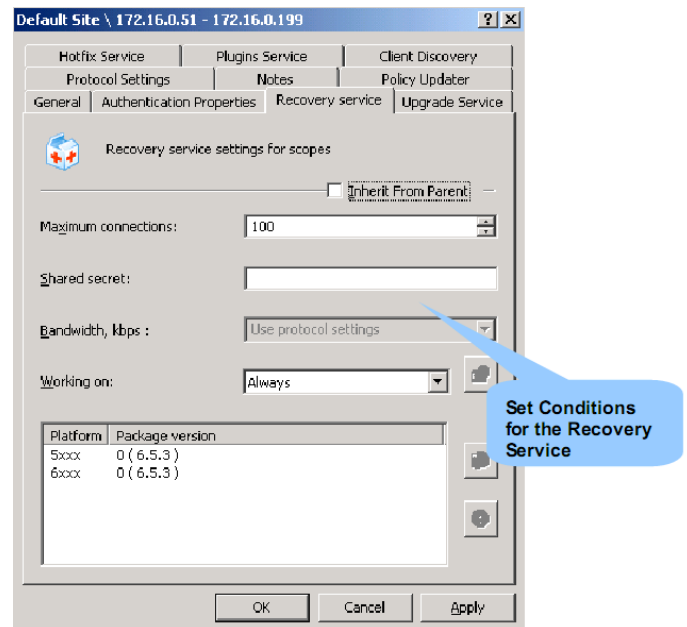 Default Site \ 172.16.0.51 - 172.16.0.199
Hotfix Service Plugins Service Client Discovery
Protocol Settings Notes Policy Updater
General Authentication Properties Recovery service Upgrade Service
Recovery service settings for scopes
Inherit From Parent
Maximum connections: 100
Shared secret:
Bandwidth, kbps : Use protocol settings
Working on: Always
Set Conditions
for the Recovery
Service
Platform Package version
5xxx 0 ( 6.5.3 )
6xxx 0 ( 6.5.3 )
OK Cancel Apply